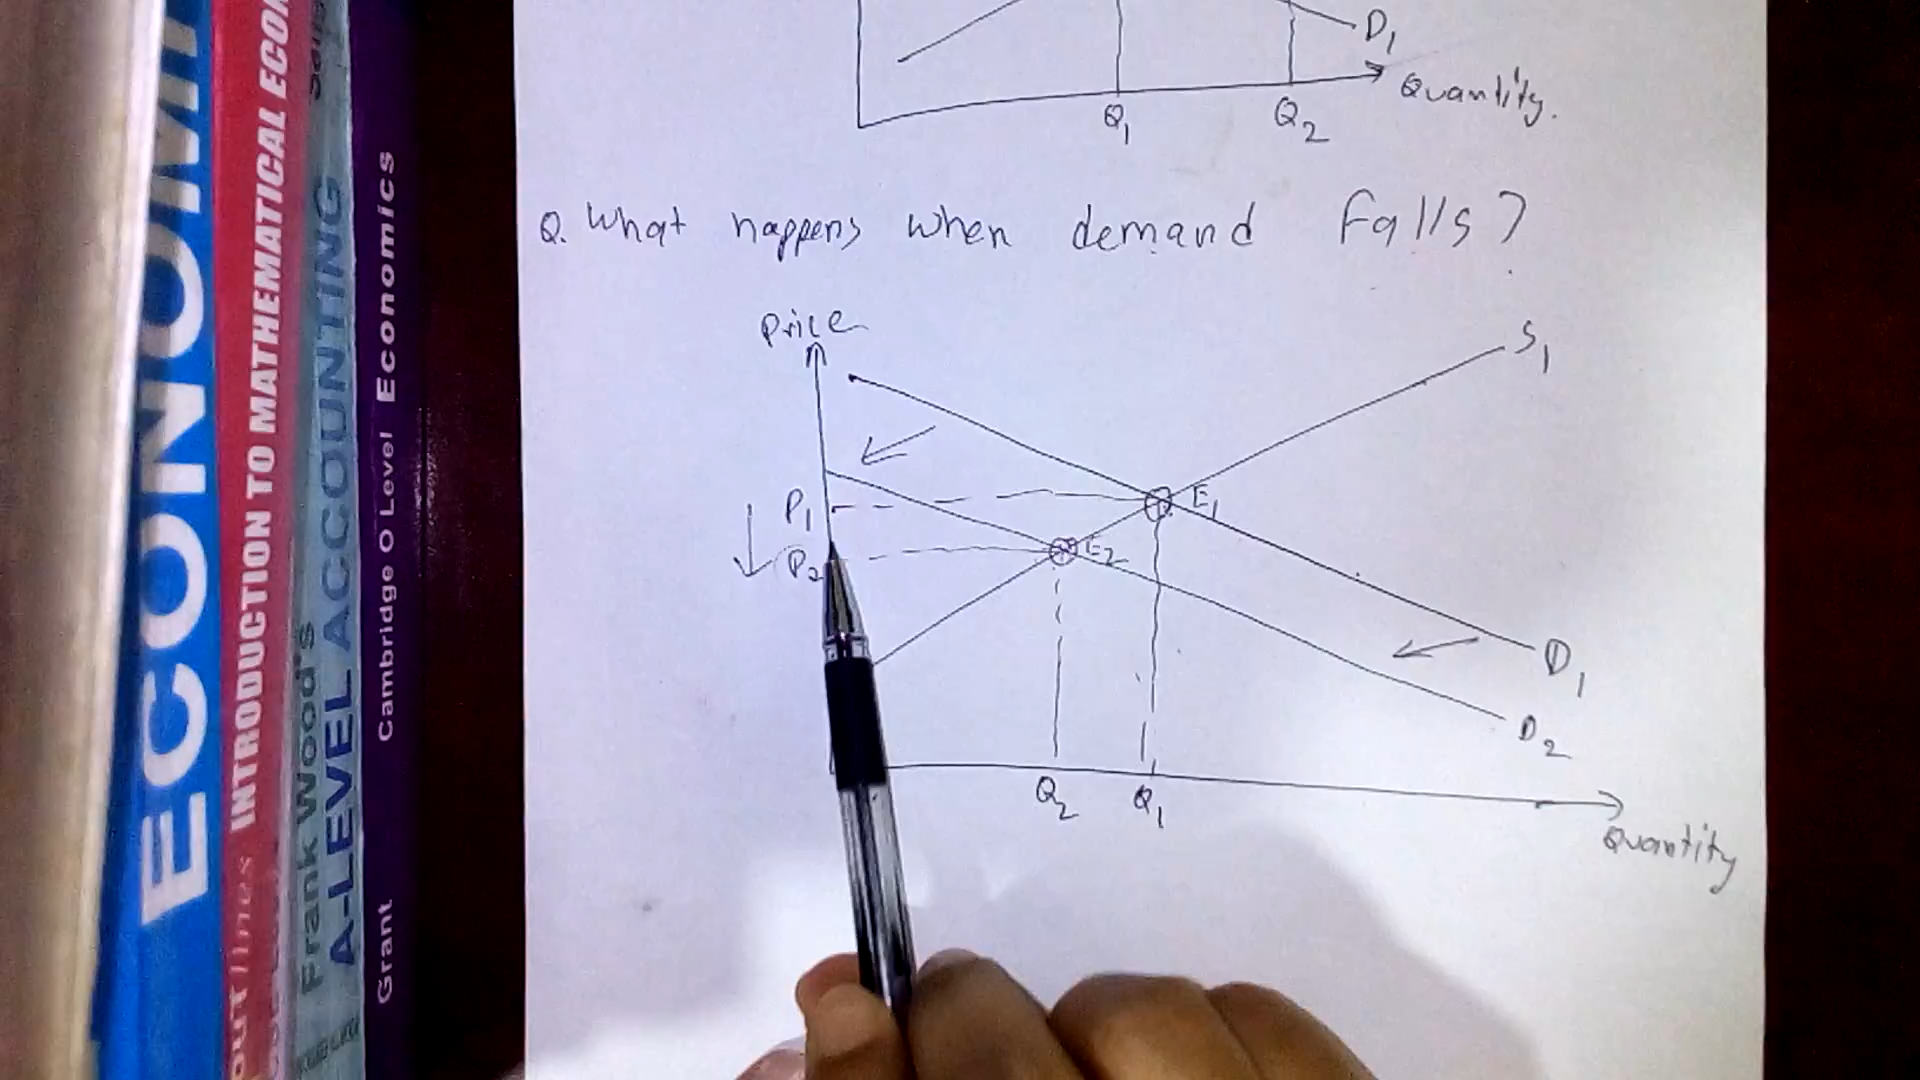 ECONOMI
OUTlines INTRODUCTION TO MATHEMATICAL ECON
Frank Wood's
A-LEVEL ACCOUNTING
Grant Cambridge O Level Economics
D1
Quantity.
Q1 Q2
Q. What happens when demand Falls?
Price
S1
P1 E1
P2 E2
D1
D2
Q2 Q1
Quantity